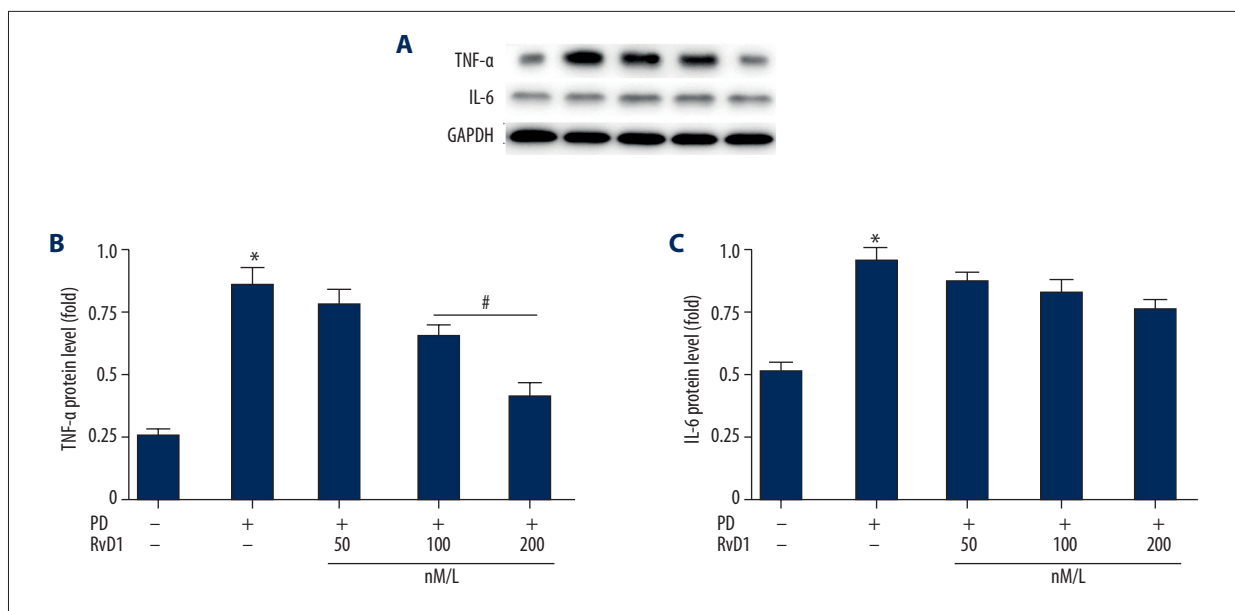 A
TNF-α
IL-6
GAPDH
B
TNF-α protein level (fold)
1.0
0.75
0.5
0.25
0
*
#
PD – + + + +
RvD1 – – 50 100 200
nM/L
C
IL-6 protein level (fold)
1.0
0.75
0.5
0.25
0
*
PD – + + + +
RvD1 – – 50 100 200
nM/L